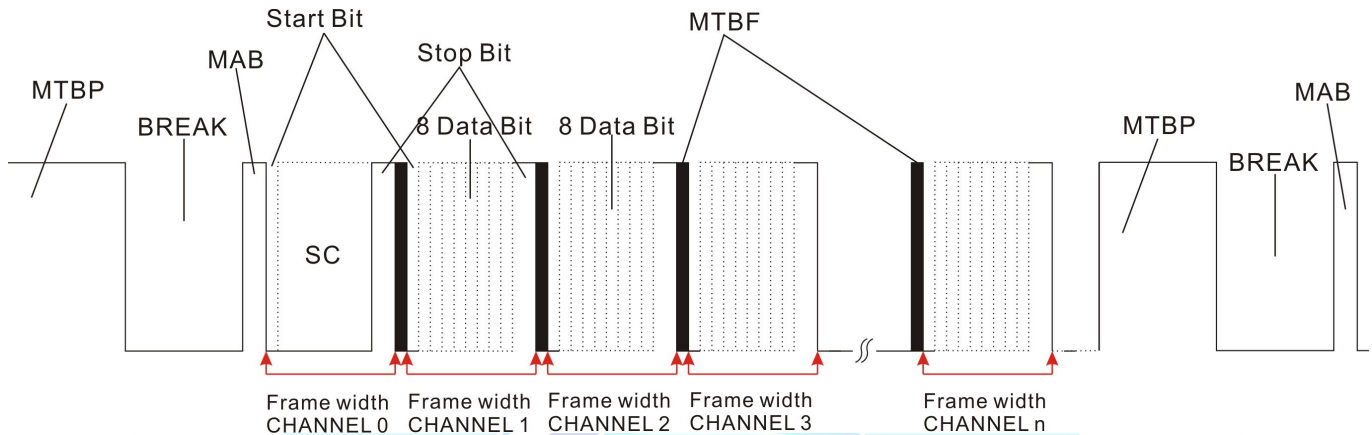 Start Bit
MTBF
MAB
Stop Bit
MTBP
MAB
BREAK
8 Data Bit
8 Data Bit
MTBP
BREAK
SC
Frame width
CHANNEL 0
Frame width
CHANNEL 1
Frame width
CHANNEL 2
Frame width
CHANNEL 3
Frame width
CHANNEL n